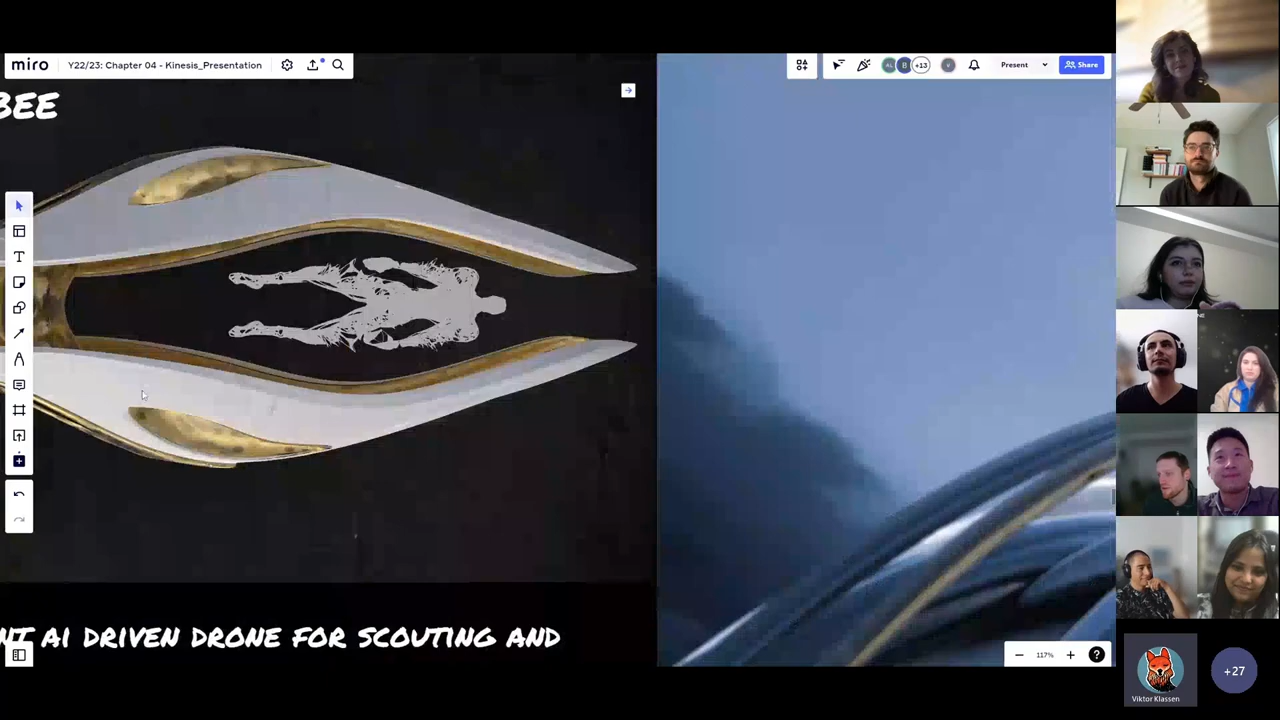 miro Y22/23: Chapter 04 - Kinesis_Presentation
+13 Present Share
BEE
AI DRIVEN DRONE FOR SCOUTING AND
117%
Viktor Klassen
+27